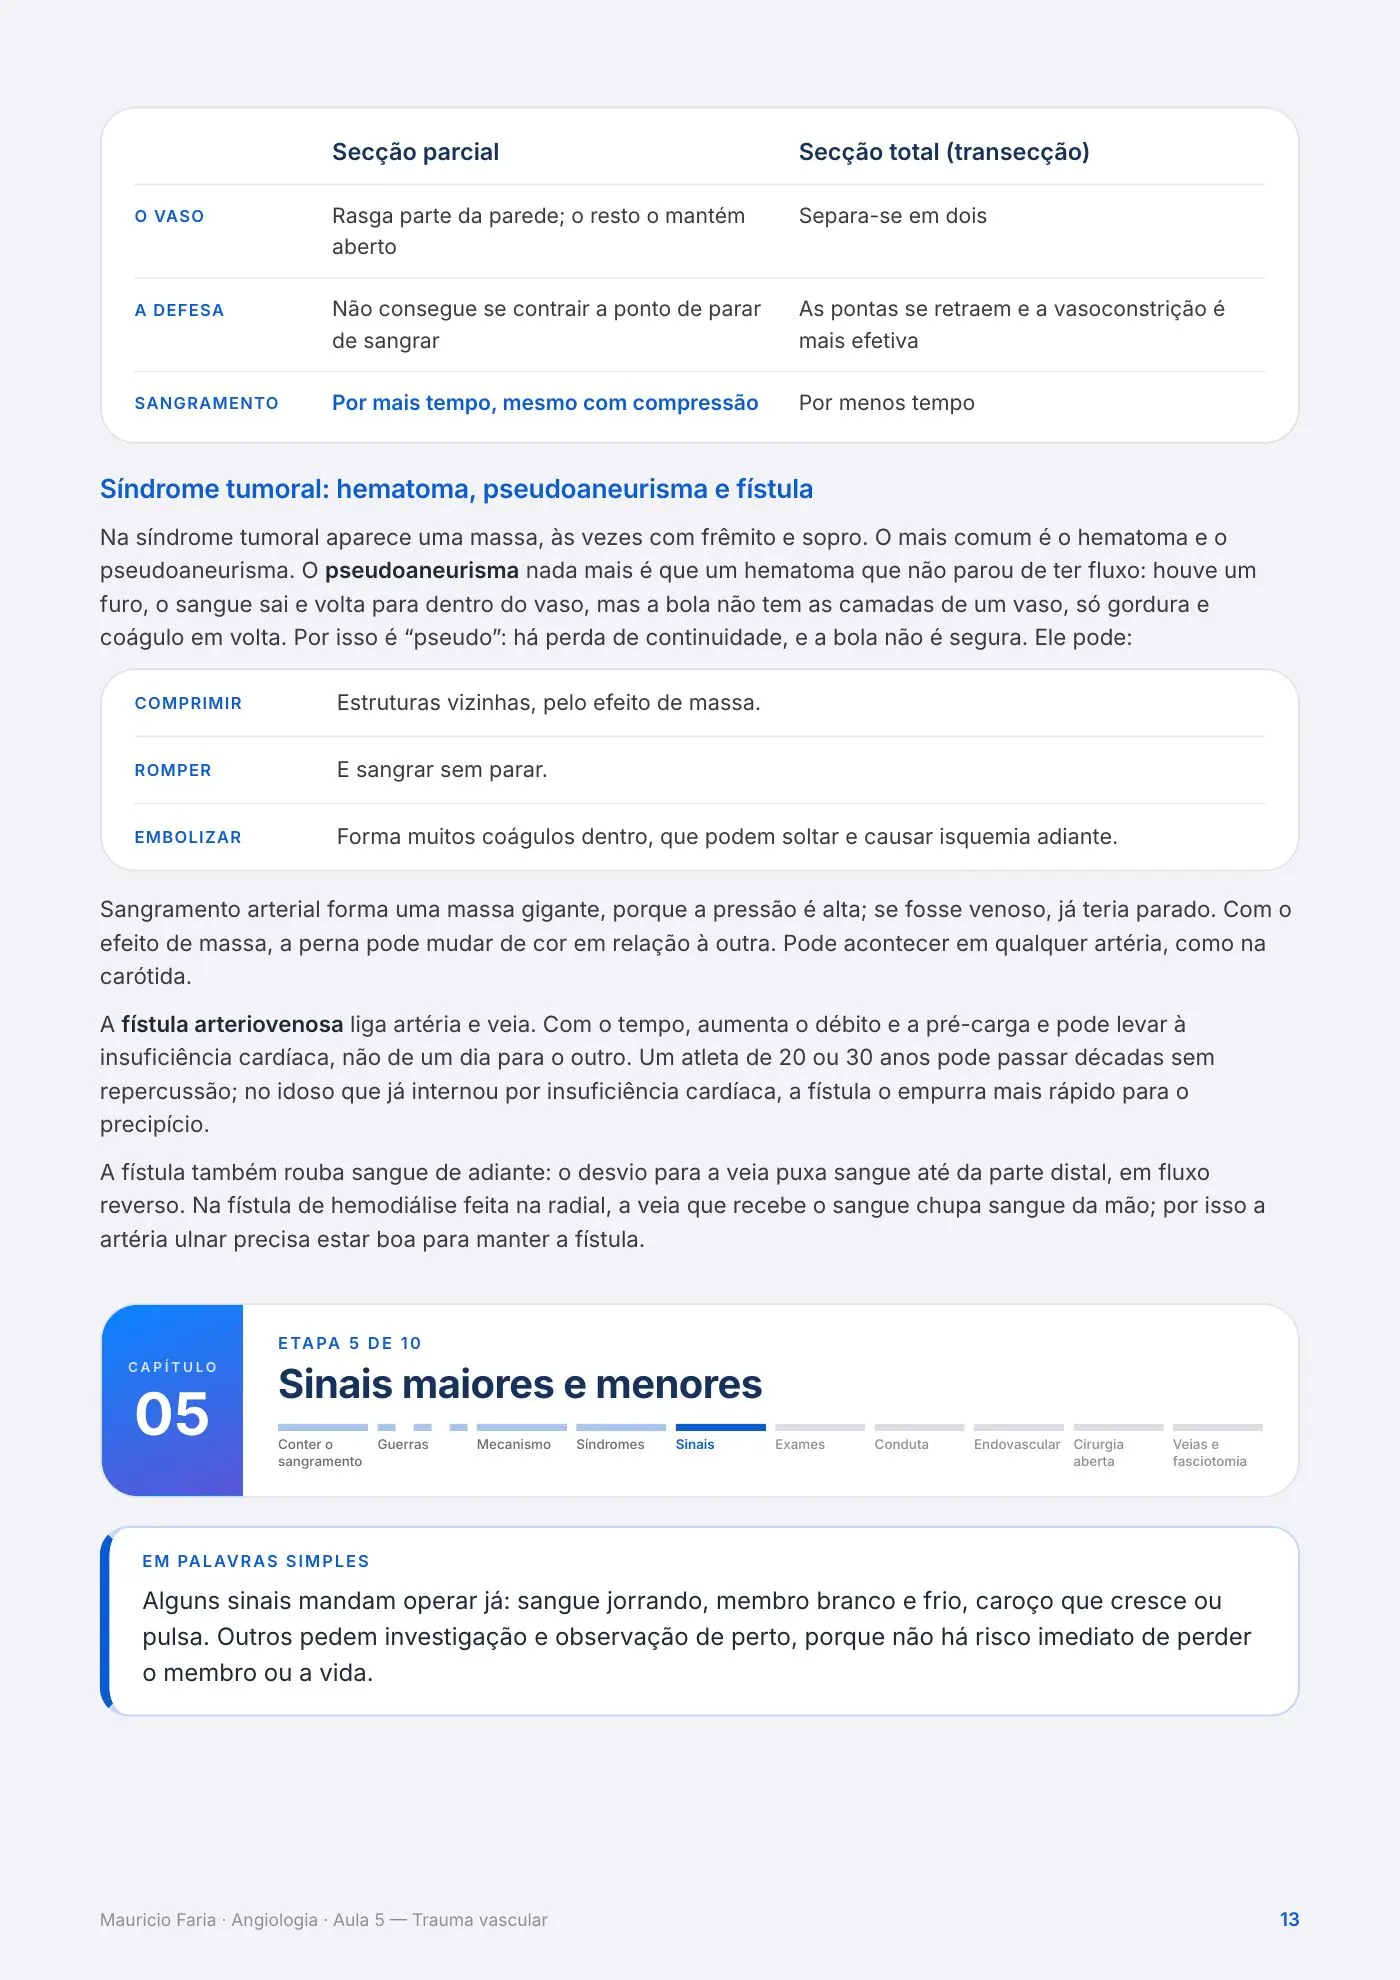 Secção parcial
Secção total (transecção)
O VASO
Rasga parte da parede; o resto o mantém
aberto
Separa-se em dois
A DEFESA
Não consegue se contrair a ponto de parar
de sangrar
As pontas se retraem e a vasoconstrição é
mais efetiva
SANGRAMENTO
Por mais tempo, mesmo com compressão
Por menos tempo
Síndrome tumoral: hematoma, pseudoaneurisma e fístula
Na síndrome tumoral aparece uma massa, às vezes com frêmito e sopro. O mais comum é o hematoma e o
pseudoaneurisma. O pseudoaneurisma nada mais é que um hematoma que não parou de ter fluxo: houve um
furo, o sangue sai e volta para dentro do vaso, mas a bola não tem as camadas de um vaso, só gordura e
coágulo em volta. Por isso é “pseudo”: há perda de continuidade, e a bola não é segura. Ele pode:
COMPRIMIR
Estruturas vizinhas, pelo efeito de massa.
ROMPER
E sangrar sem parar.
EMBOLIZAR
Forma muitos coágulos dentro, que podem soltar e causar isquemia adiante.
Sangramento arterial forma uma massa gigante, porque a pressão é alta; se fosse venoso, já teria parado. Com o
efeito de massa, a perna pode mudar de cor em relação à outra. Pode acontecer em qualquer artéria, como na
carótida.
A fístula arteriovenosa liga artéria e veia. Com o tempo, aumenta o débito e a pré-carga e pode levar à
insuficiência cardíaca, não de um dia para o outro. Um atleta de 20 ou 30 anos pode passar décadas sem
repercussão; no idoso que já internou por insuficiência cardíaca, a fístula o empurra mais rápido para o
precipício.
A fístula também rouba sangue de adiante: o desvio para a veia puxa sangue até da parte distal, em fluxo
reverso. Na fístula de hemodiálise feita na radial, a veia que recebe o sangue chupa sangue da mão; por isso a
artéria ulnar precisa estar boa para manter a fístula.
CAPÍTULO
05
ETAPA 5 DE 10
Sinais maiores e menores
Conter o
sangramento
Guerras
Mecanismo
Síndromes
Sinais
Exames
Conduta
Endovascular
Cirurgia
aberta
Veias e
fasciotomia
EM PALAVRAS SIMPLES
Alguns sinais mandam operar já: sangue jorrando, membro branco e frio, caroço que cresce ou
pulsa. Outros pedem investigação e observação de perto, porque não há risco imediato de perder
o membro ou a vida.
Mauricio Faria · Angiologia · Aula 5 — Trauma vascular
13